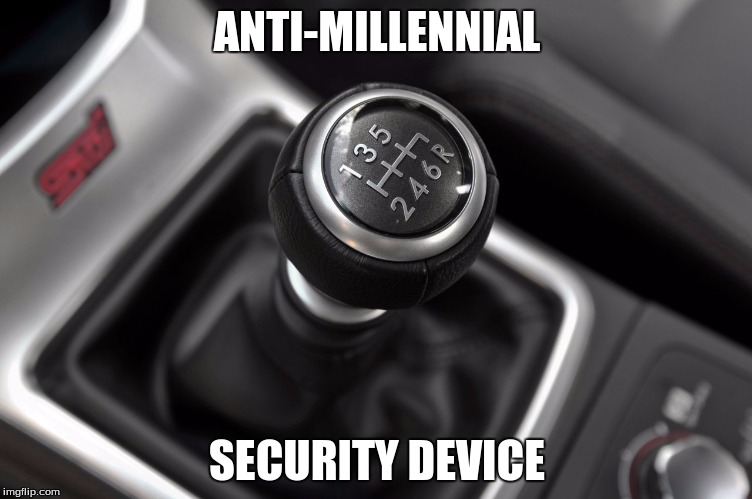 ANTI-MILLENNIAL
1 3 5
2 4 6 R
SECURITY DEVICE
imgflip.com